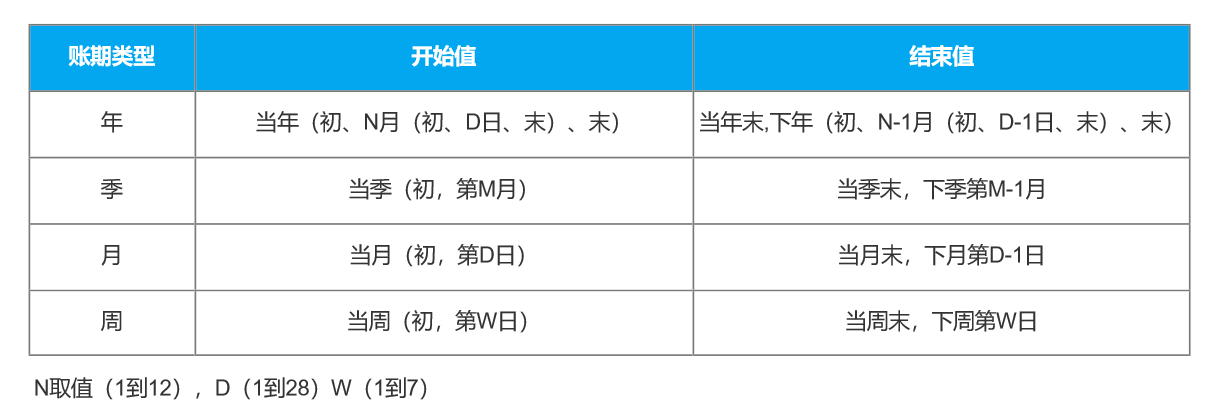 账期类型 开始值 结束值
年 当年（初、N月（初、D日、末）、末） 当年末,下年（初、N-1月（初、D-1日、末）、末）
季 当季（初，第M月） 当季末，下季第M-1月
月 当月（初，第D日） 当月末，下月第D-1日
周 当周（初，第W日） 当周末，下周第W日
N取值（1到12），D（1到28）W（1到7）